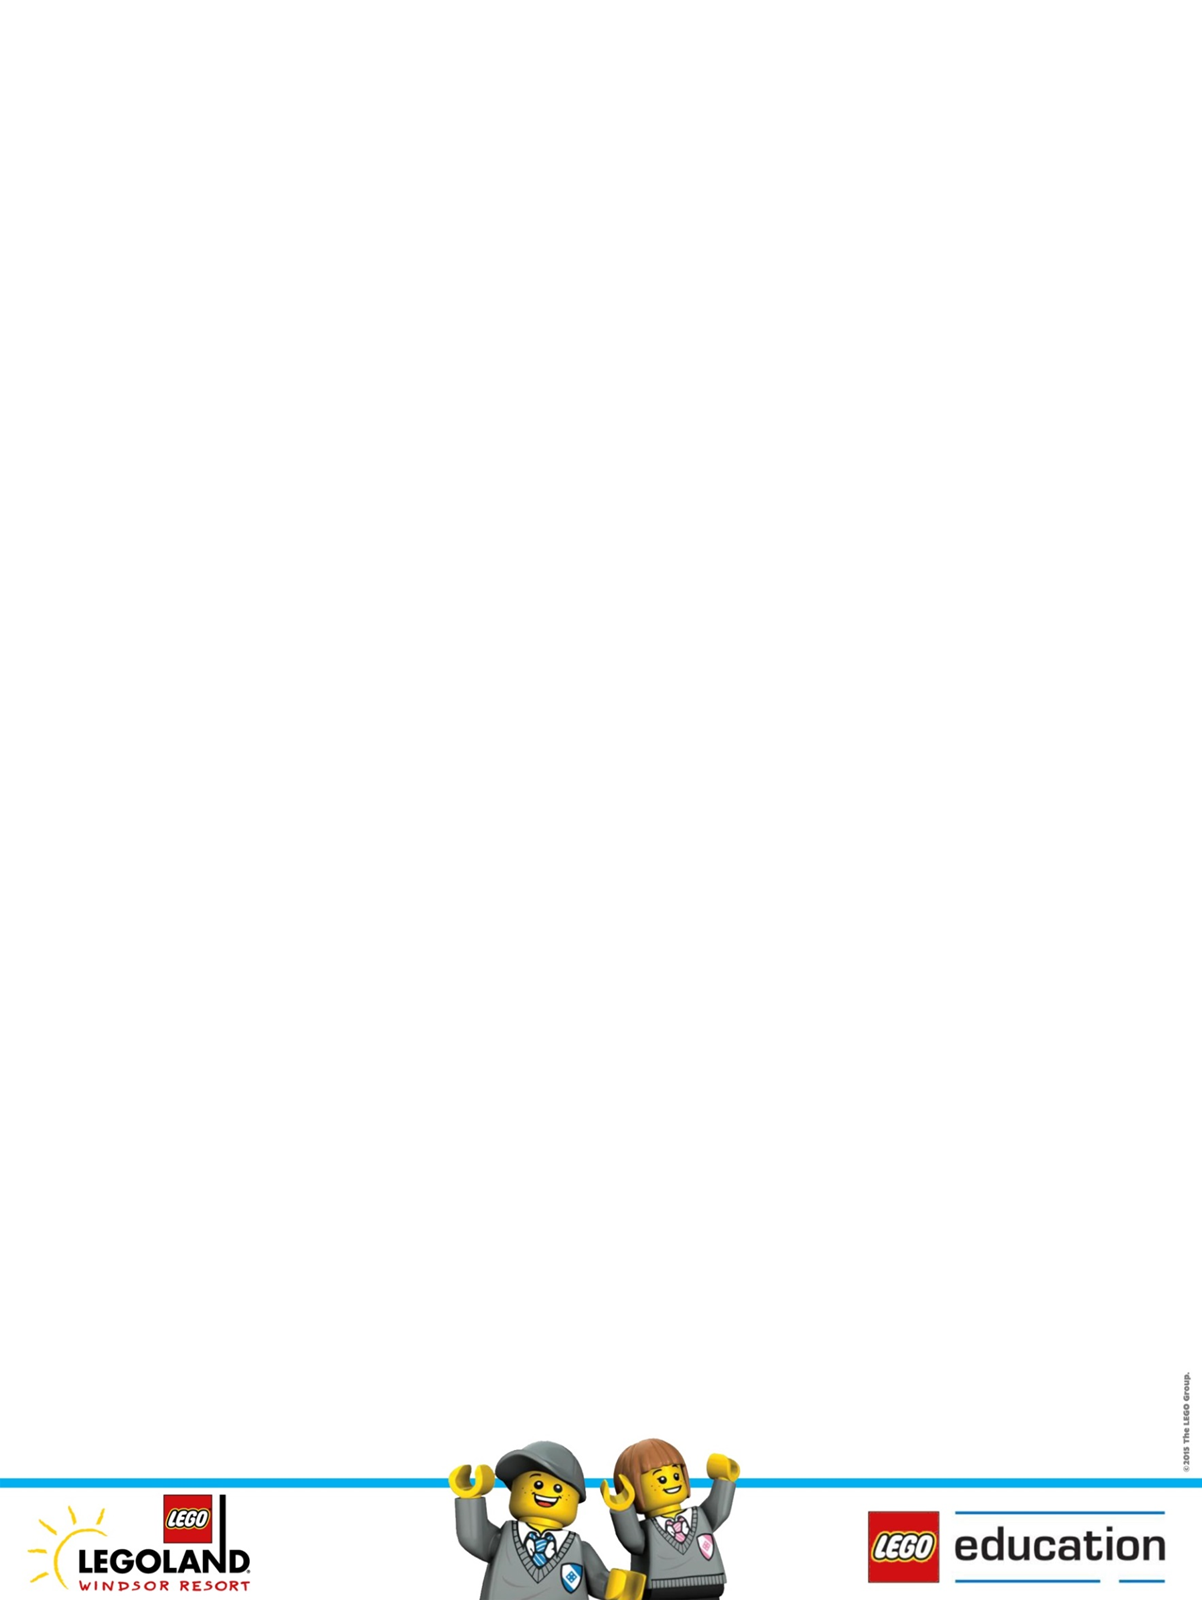 ©2015 The LEGO Group.
LEGO
LEGOLAND®
WINDSOR RESORT
LEGO
education